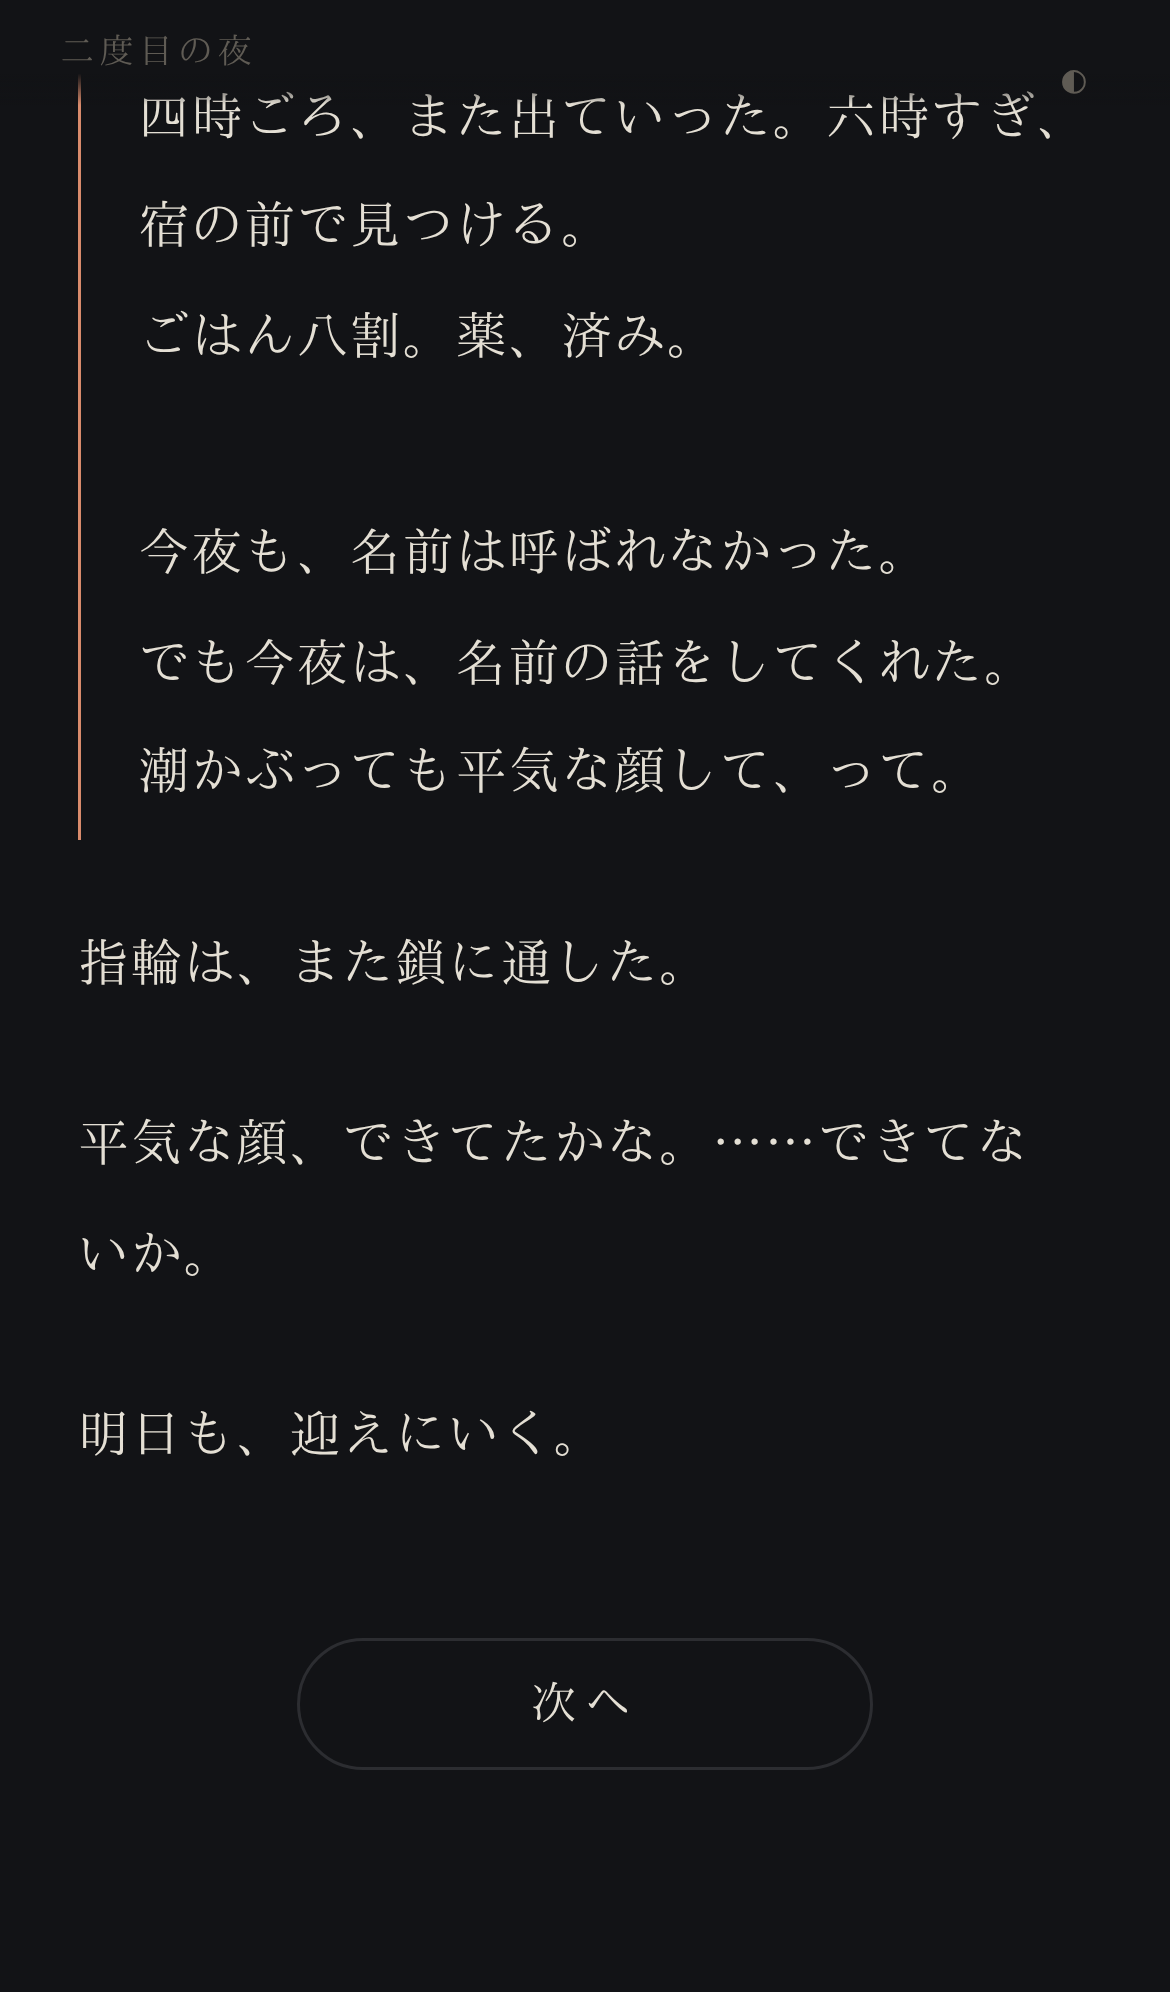 二度目の夜
四時ごろ、また出ていった。六時すぎ、
宿の前で見つける。
ごはん八割。薬、済み。
今夜も、名前は呼ばれなかった。
でも今夜は、名前の話をしてくれた。
潮かぶっても平気な顔して、って。
指輪は、また鎖に通した。
平気な顔、できてたかな。……できてな
いか。
明日も、迎えにいく。
次へ